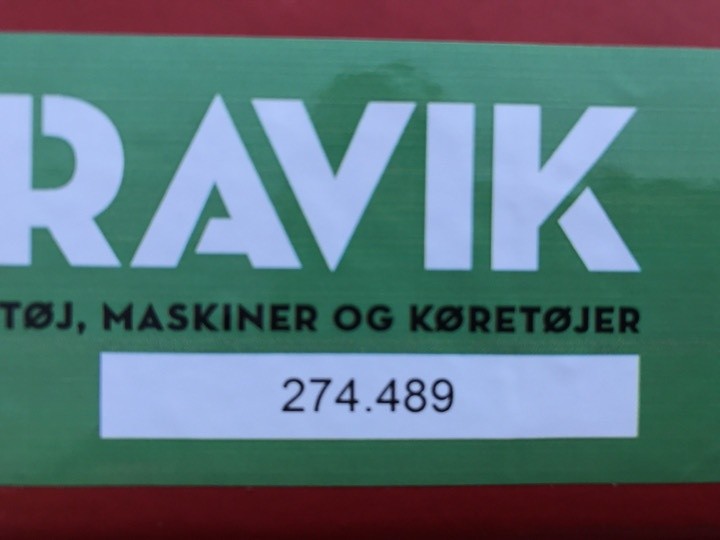 RAVIK
TØJ, MASKINER OG KØRETØJER
274.489